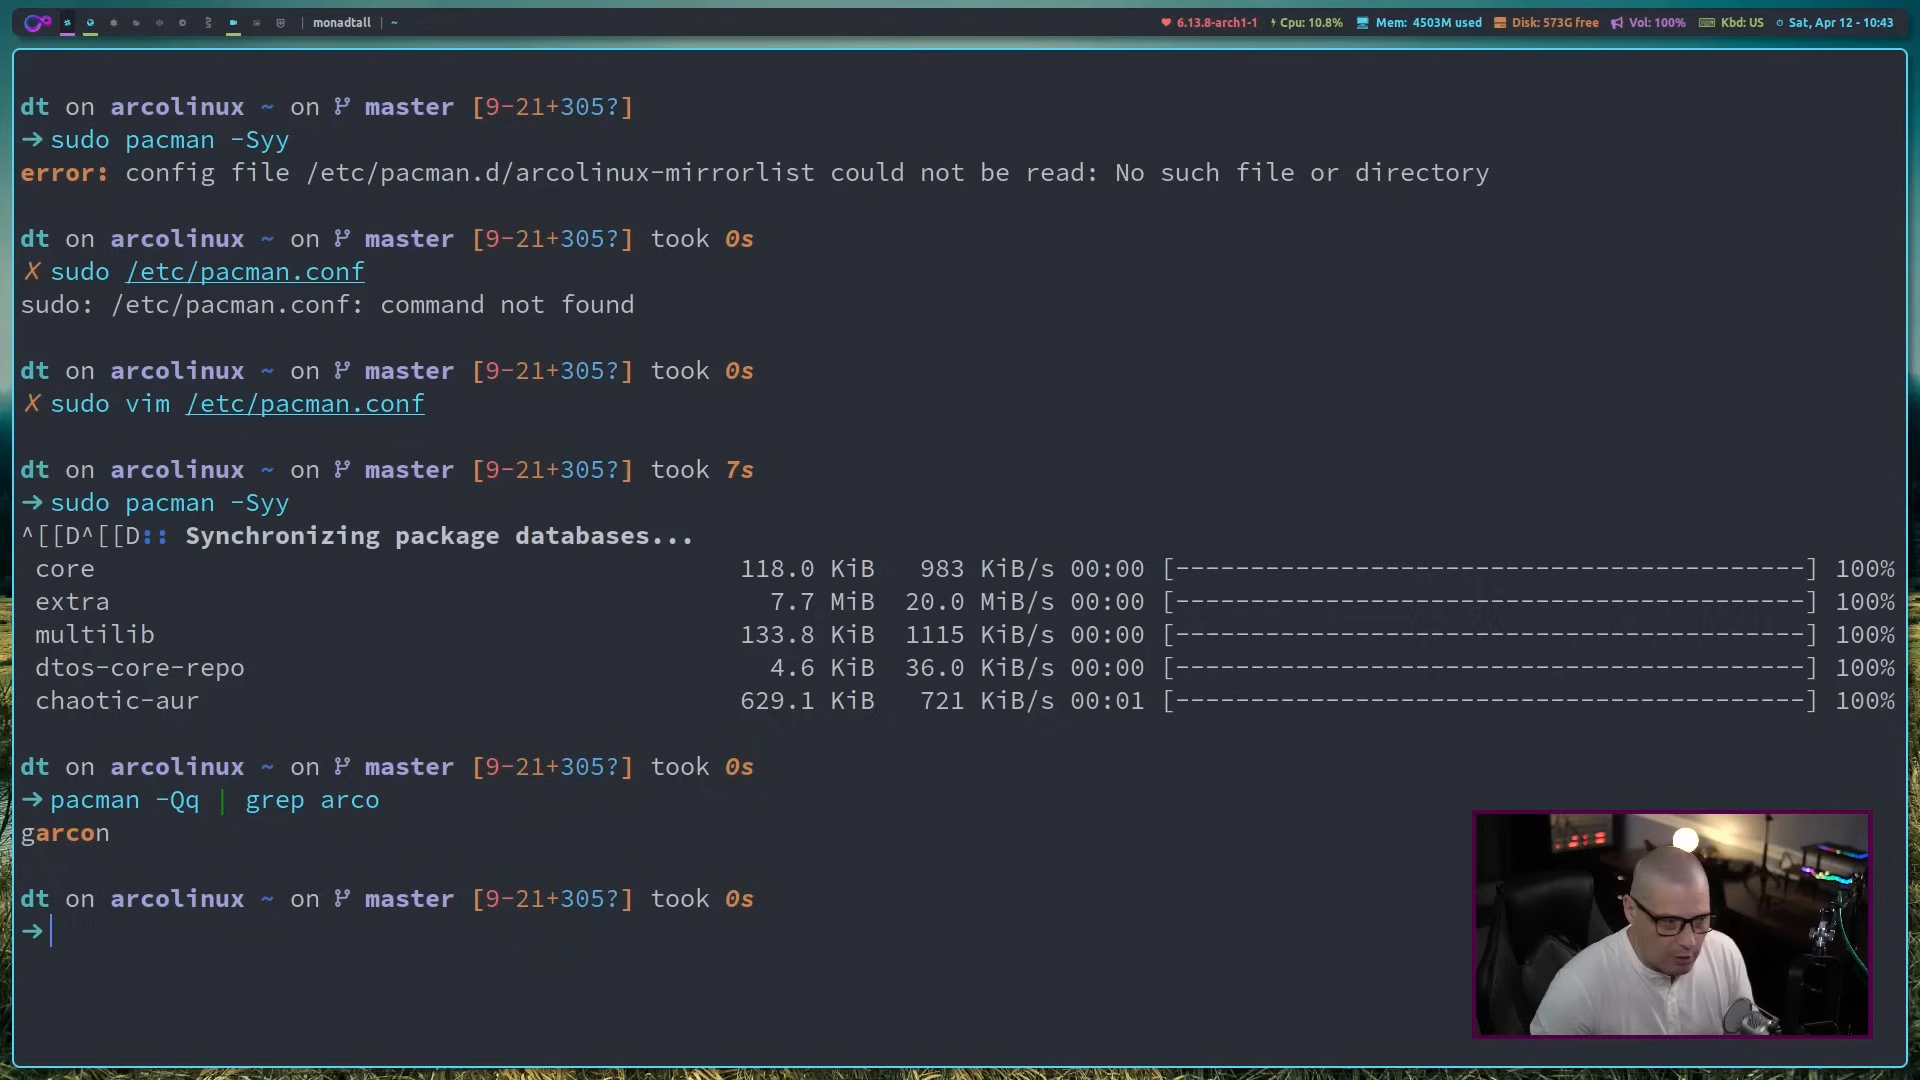 monadtall | ~ 6.13.8-arch1-1 Cpu: 10.8% Mem: 4503M used Disk: 573G free Vol: 100% Kbd: US Sat, Apr 12 - 10:43
dt on arcolinux ~ on master [9-21+305?]
→ sudo pacman -Syy
error: config file /etc/pacman.d/arcolinux-mirrorlist could not be read: No such file or directory
dt on arcolinux ~ on master [9-21+305?] took 0s
✗ sudo /etc/pacman.conf
sudo: /etc/pacman.conf: command not found
dt on arcolinux ~ on master [9-21+305?] took 0s
✗ sudo vim /etc/pacman.conf
dt on arcolinux ~ on master [9-21+305?] took 7s
→ sudo pacman -Syy
^[[D^[[D:: Synchronizing package databases...
core 118.0 KiB 983 KiB/s 00:00 [------------------------------------------] 100%
extra 7.7 MiB 20.0 MiB/s 00:00 [------------------------------------------] 100%
multilib 133.8 KiB 1115 KiB/s 00:00 [------------------------------------------] 100%
dtos-core-repo 4.6 KiB 36.0 KiB/s 00:00 [------------------------------------------] 100%
chaotic-aur 629.1 KiB 721 KiB/s 00:01 [------------------------------------------] 100%
dt on arcolinux ~ on master [9-21+305?] took 0s
→ pacman -Qq | grep arco
garcon
dt on arcolinux ~ on master [9-21+305?] took 0s
→